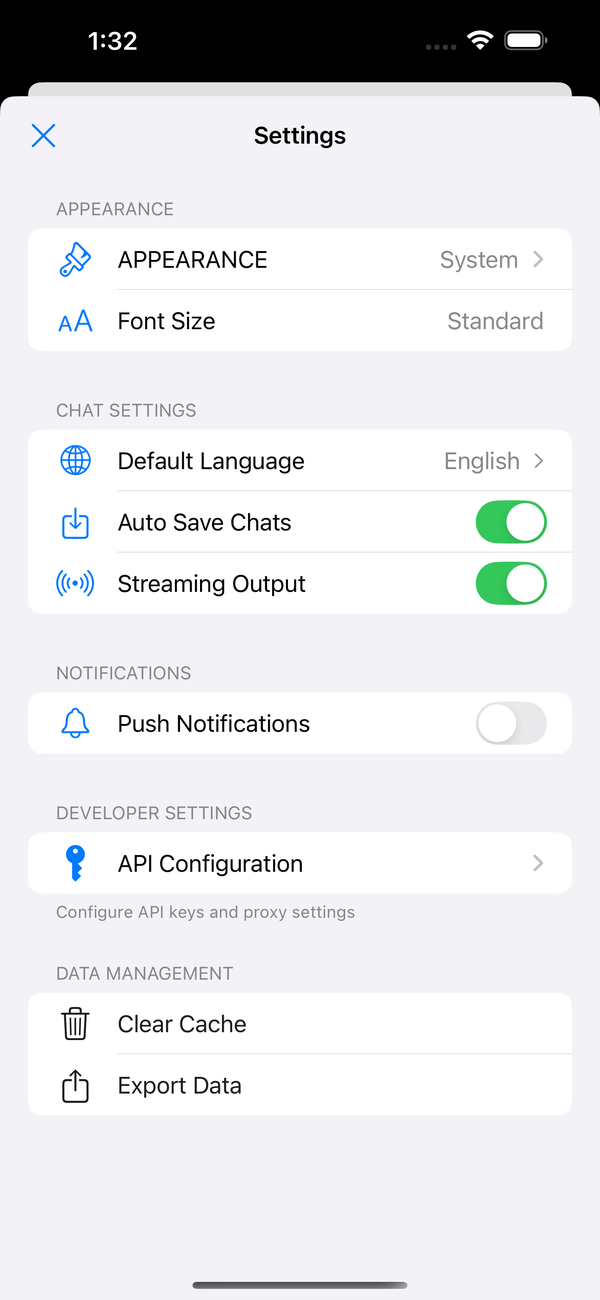 1:32
Settings
APPEARANCE
APPEARANCE System
Font Size Standard
CHAT SETTINGS
Default Language English
Auto Save Chats
Streaming Output
NOTIFICATIONS
Push Notifications
DEVELOPER SETTINGS
API Configuration
Configure API keys and proxy settings
DATA MANAGEMENT
Clear Cache
Export Data